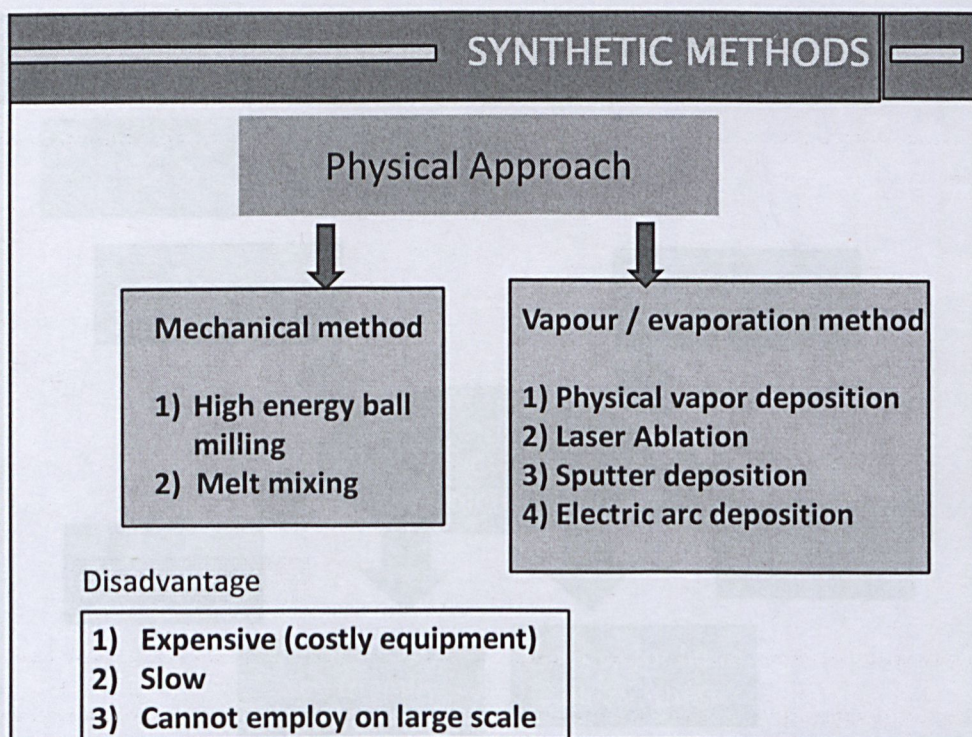 SYNTHETIC METHODS
Physical Approach
Mechanical method
1) High energy ball
milling
2) Melt mixing
Vapour / evaporation method
1) Physical vapor deposition
2) Laser Ablation
3) Sputter deposition
4) Electric arc deposition
Disadvantage
1) Expensive (costly equipment)
2) Slow
3) Cannot employ on large scale